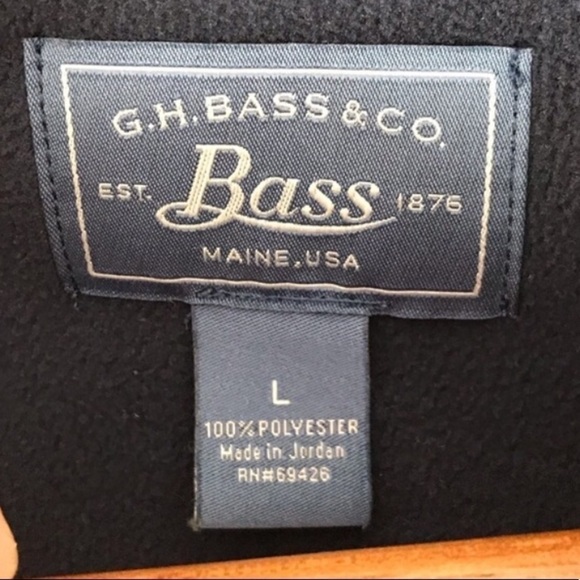 G.H. BASS & CO.
EST. Bass 1876
MAINE, USA
L
100% POLYESTER
Made in Jordan
RN#69426